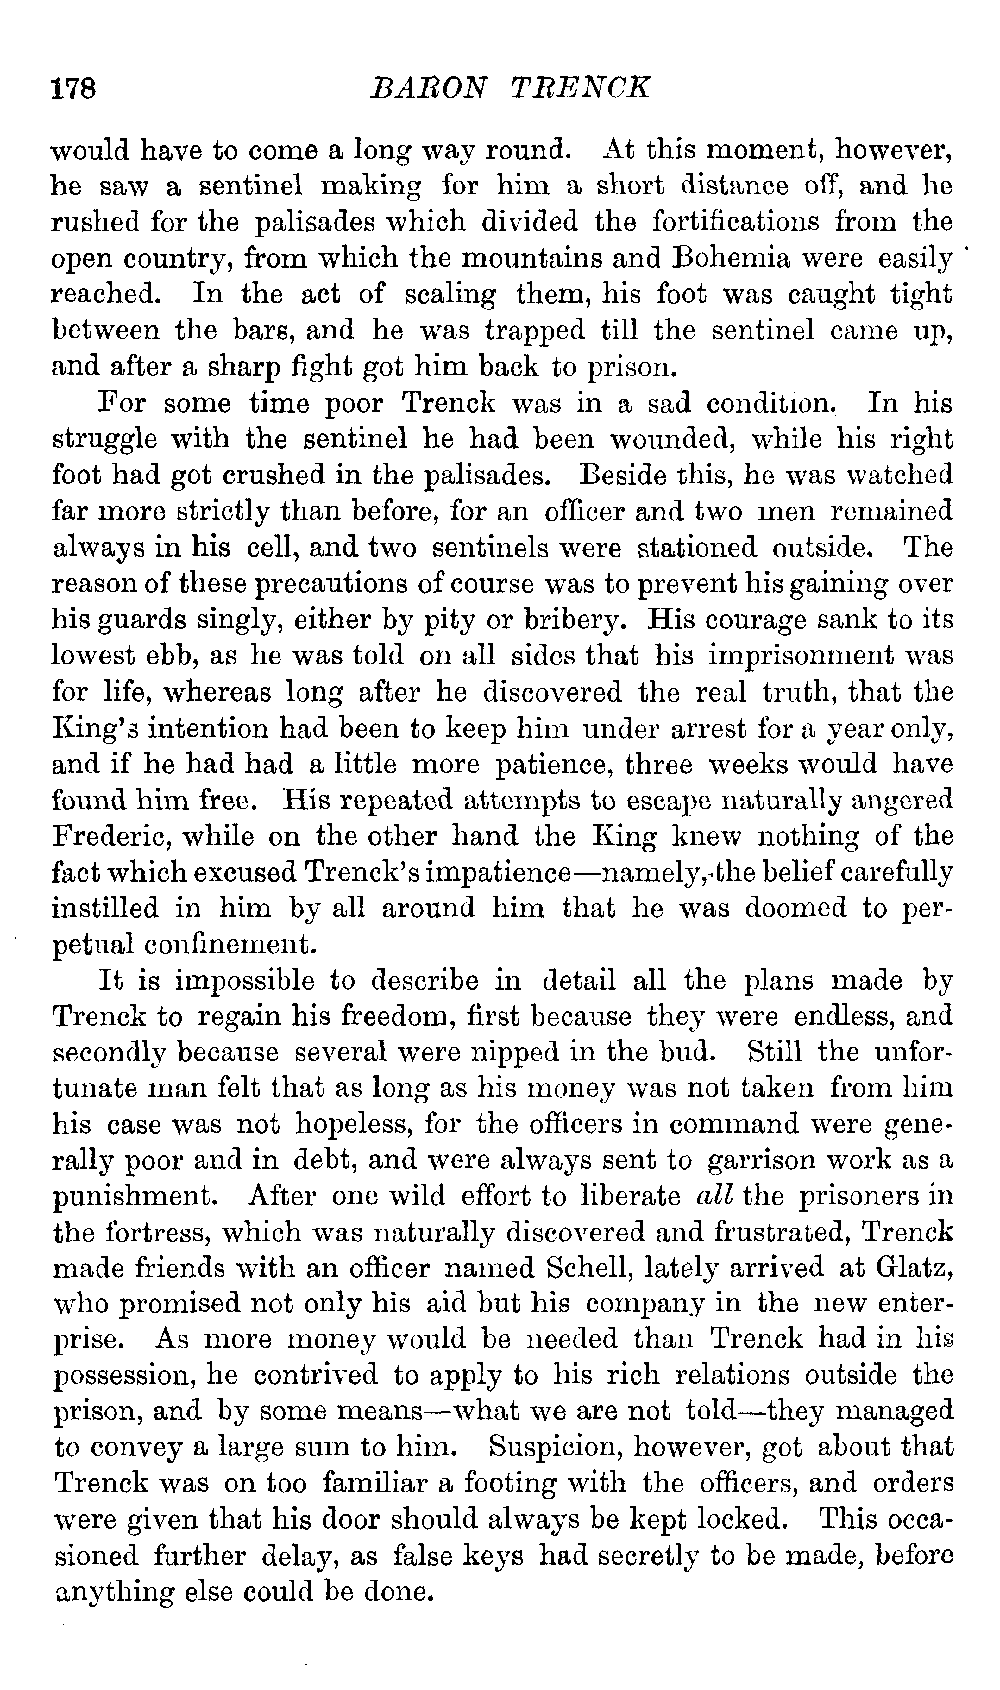 178 BARON TRENCK
would have to come a long way round. At this moment, however,
he saw a sentinel making for him a short distance off, and he
rushed for the palisades which divided the fortifications from the
open country, from which the mountains and Bohemia were easily
reached. In the act of scaling them, his foot was caught tight
between the bars, and he was trapped till the sentinel came up,
and after a sharp fight got him back to prison.
For some time poor Trenck was in a sad condition. In his
struggle with the sentinel he had been wounded, while his right
foot had got crushed in the palisades. Beside this, he was watched
far more strictly than before, for an officer and two men remained
always in his cell, and two sentinels were stationed outside. The
reason of these precautions of course was to prevent his gaining over
his guards singly, either by pity or bribery. His courage sank to its
lowest ebb, as he was told on all sides that his imprisonment was
for life, whereas long after he discovered the real truth, that the
King's intention had been to keep him under arrest for a year only,
and if he had had a little more patience, three weeks would have
found him free. His repeated attempts to escape naturally angered
Frederic, while on the other hand the King knew nothing of the
fact which excused Trenck's impatience—namely, the belief carefully
instilled in him by all around him that he was doomed to per-
petual confinement.
It is impossible to describe in detail all the plans made by
Trenck to regain his freedom, first because they were endless, and
secondly because several were nipped in the bud. Still the unfor-
tunate man felt that as long as his money was not taken from him
his case was not hopeless, for the officers in command were gene-
rally poor and in debt, and were always sent to garrison work as a
punishment. After one wild effort to liberate all the prisoners in
the fortress, which was naturally discovered and frustrated, Trenck
made friends with an officer named Schell, lately arrived at Glatz,
who promised not only his aid but his company in the new enter-
prise. As more money would be needed than Trenck had in his
possession, he contrived to apply to his rich relations outside the
prison, and by some means—what we are not told—they managed
to convey a large sum to him. Suspicion, however, got about that
Trenck was on too familiar a footing with the officers, and orders
were given that his door should always be kept locked. This occa-
sioned further delay, as false keys had secretly to be made, before
anything else could be done.